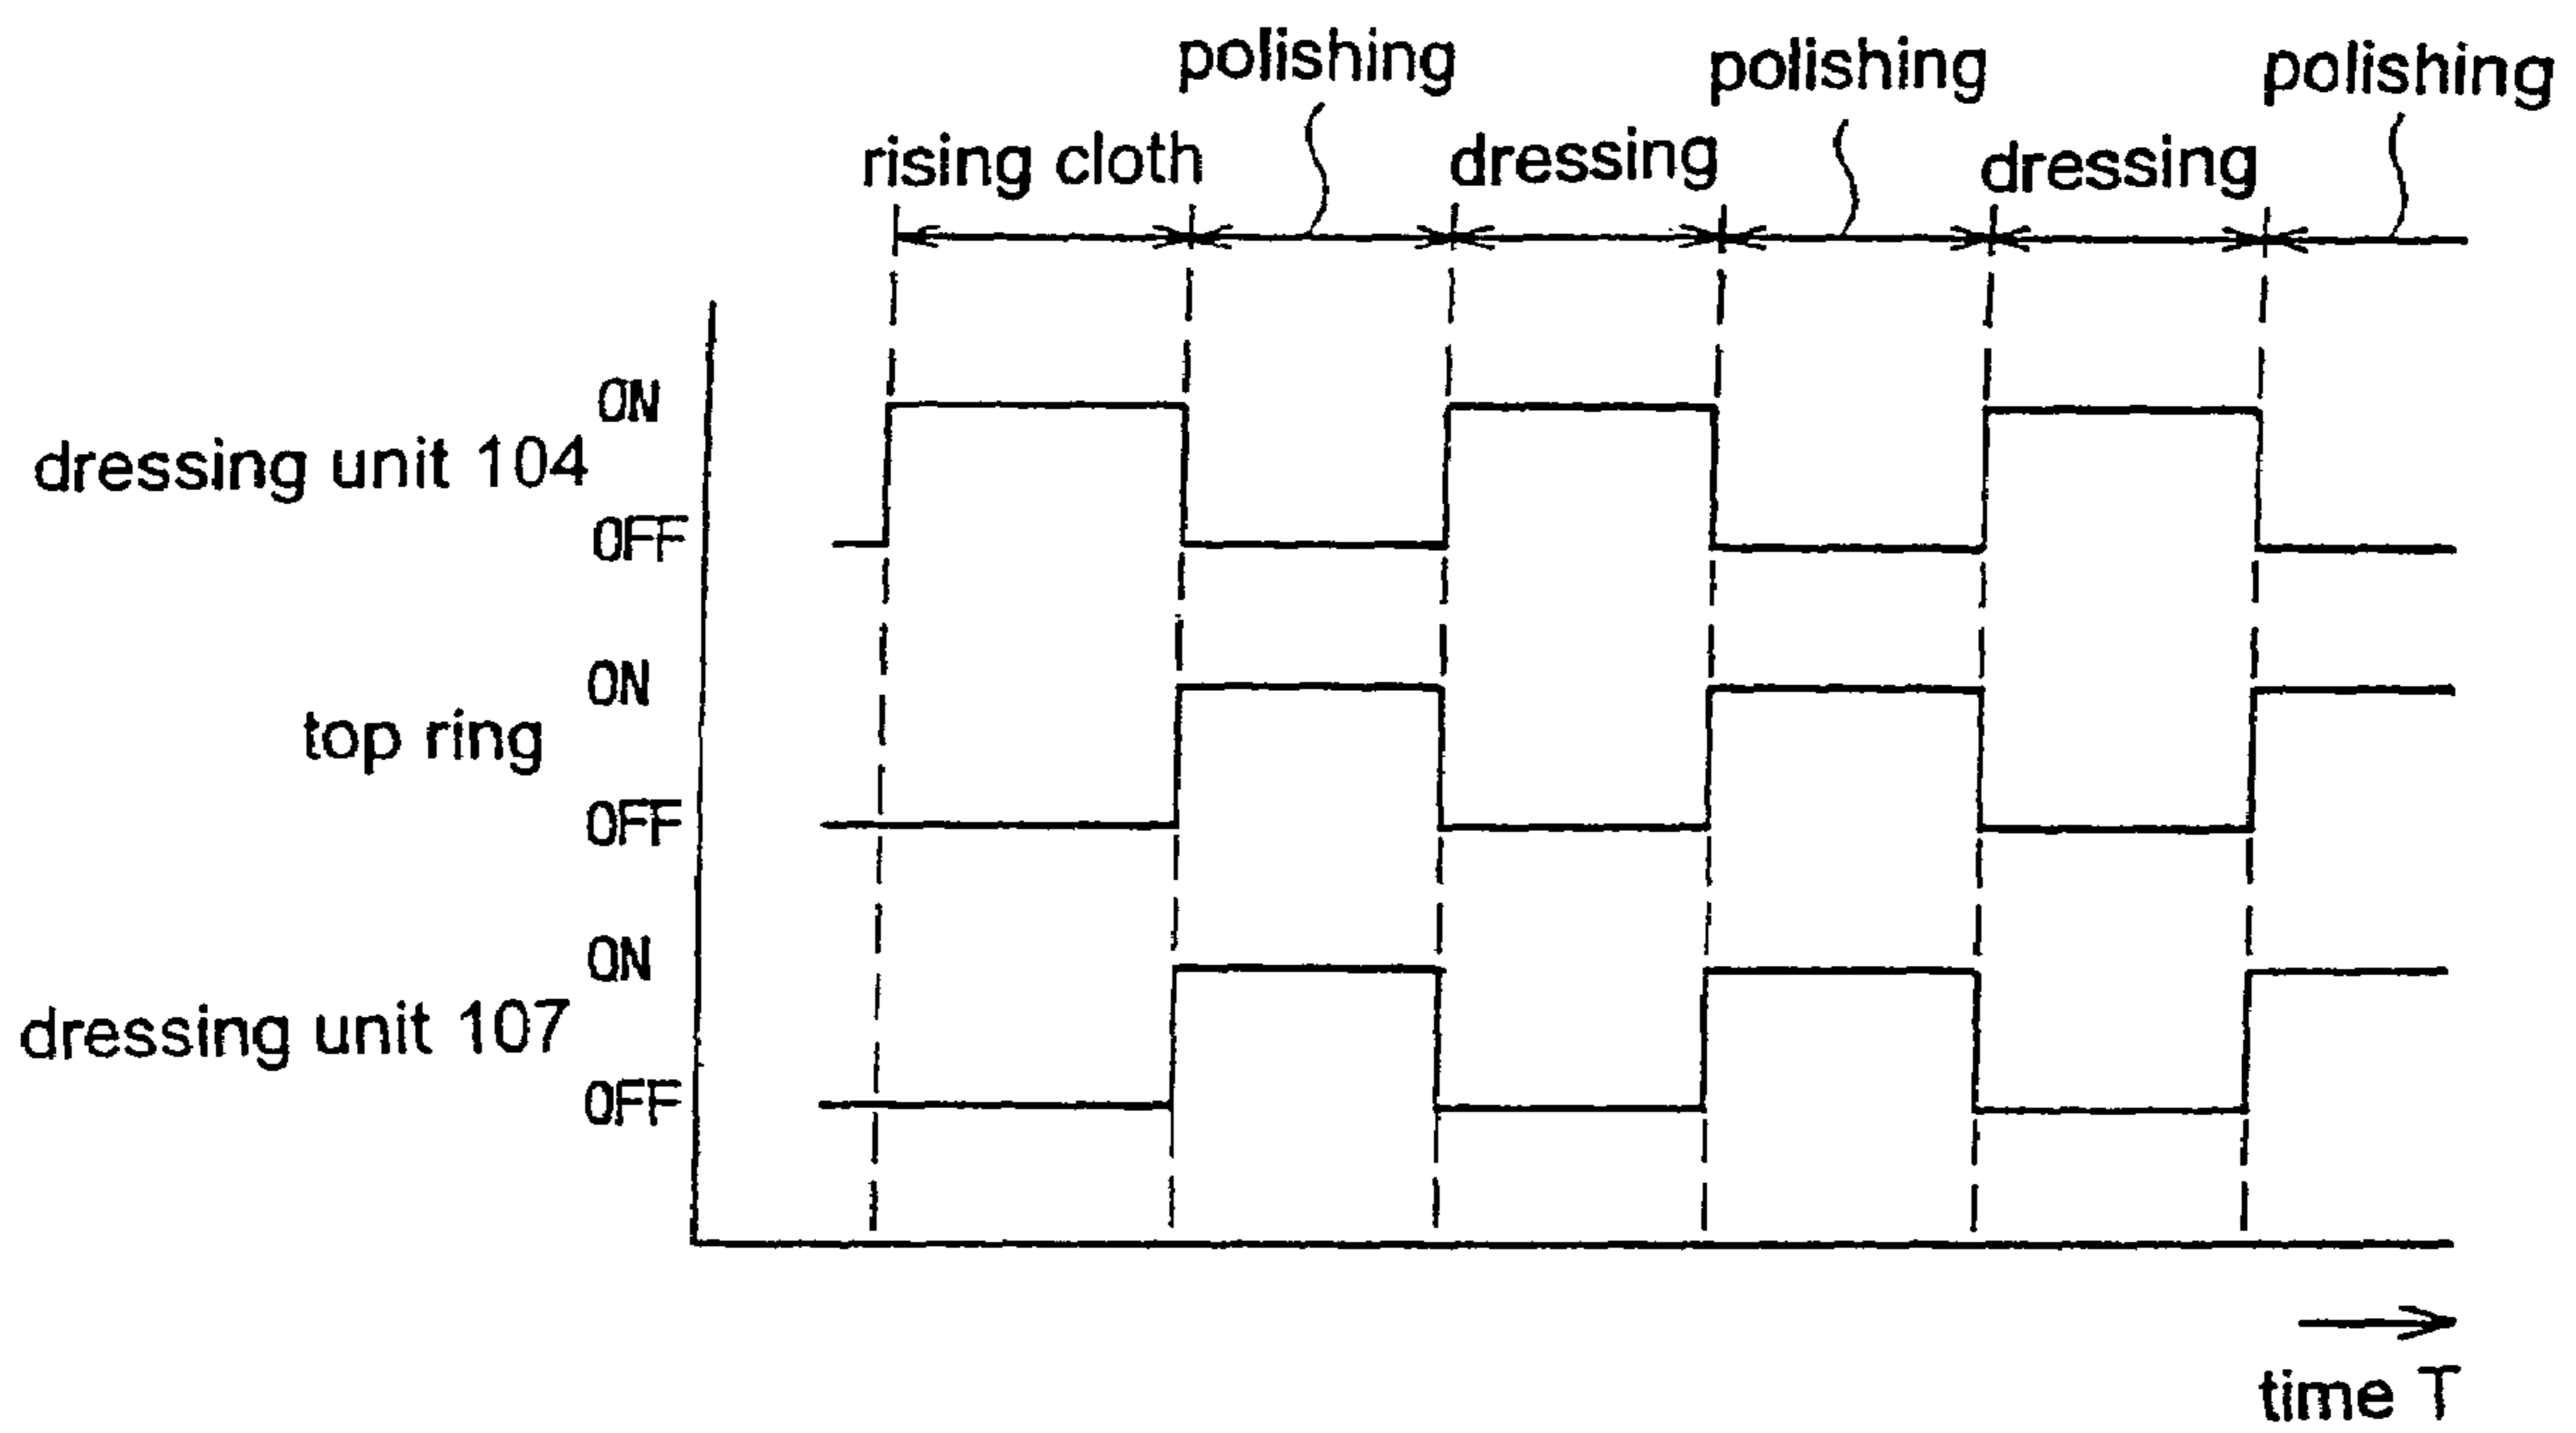 polishing polishing polishing
rising cloth dressing dressing
ON
dressing unit 104
OFF
ON
top ring
OFF
ON
dressing unit 107
OFF
time T